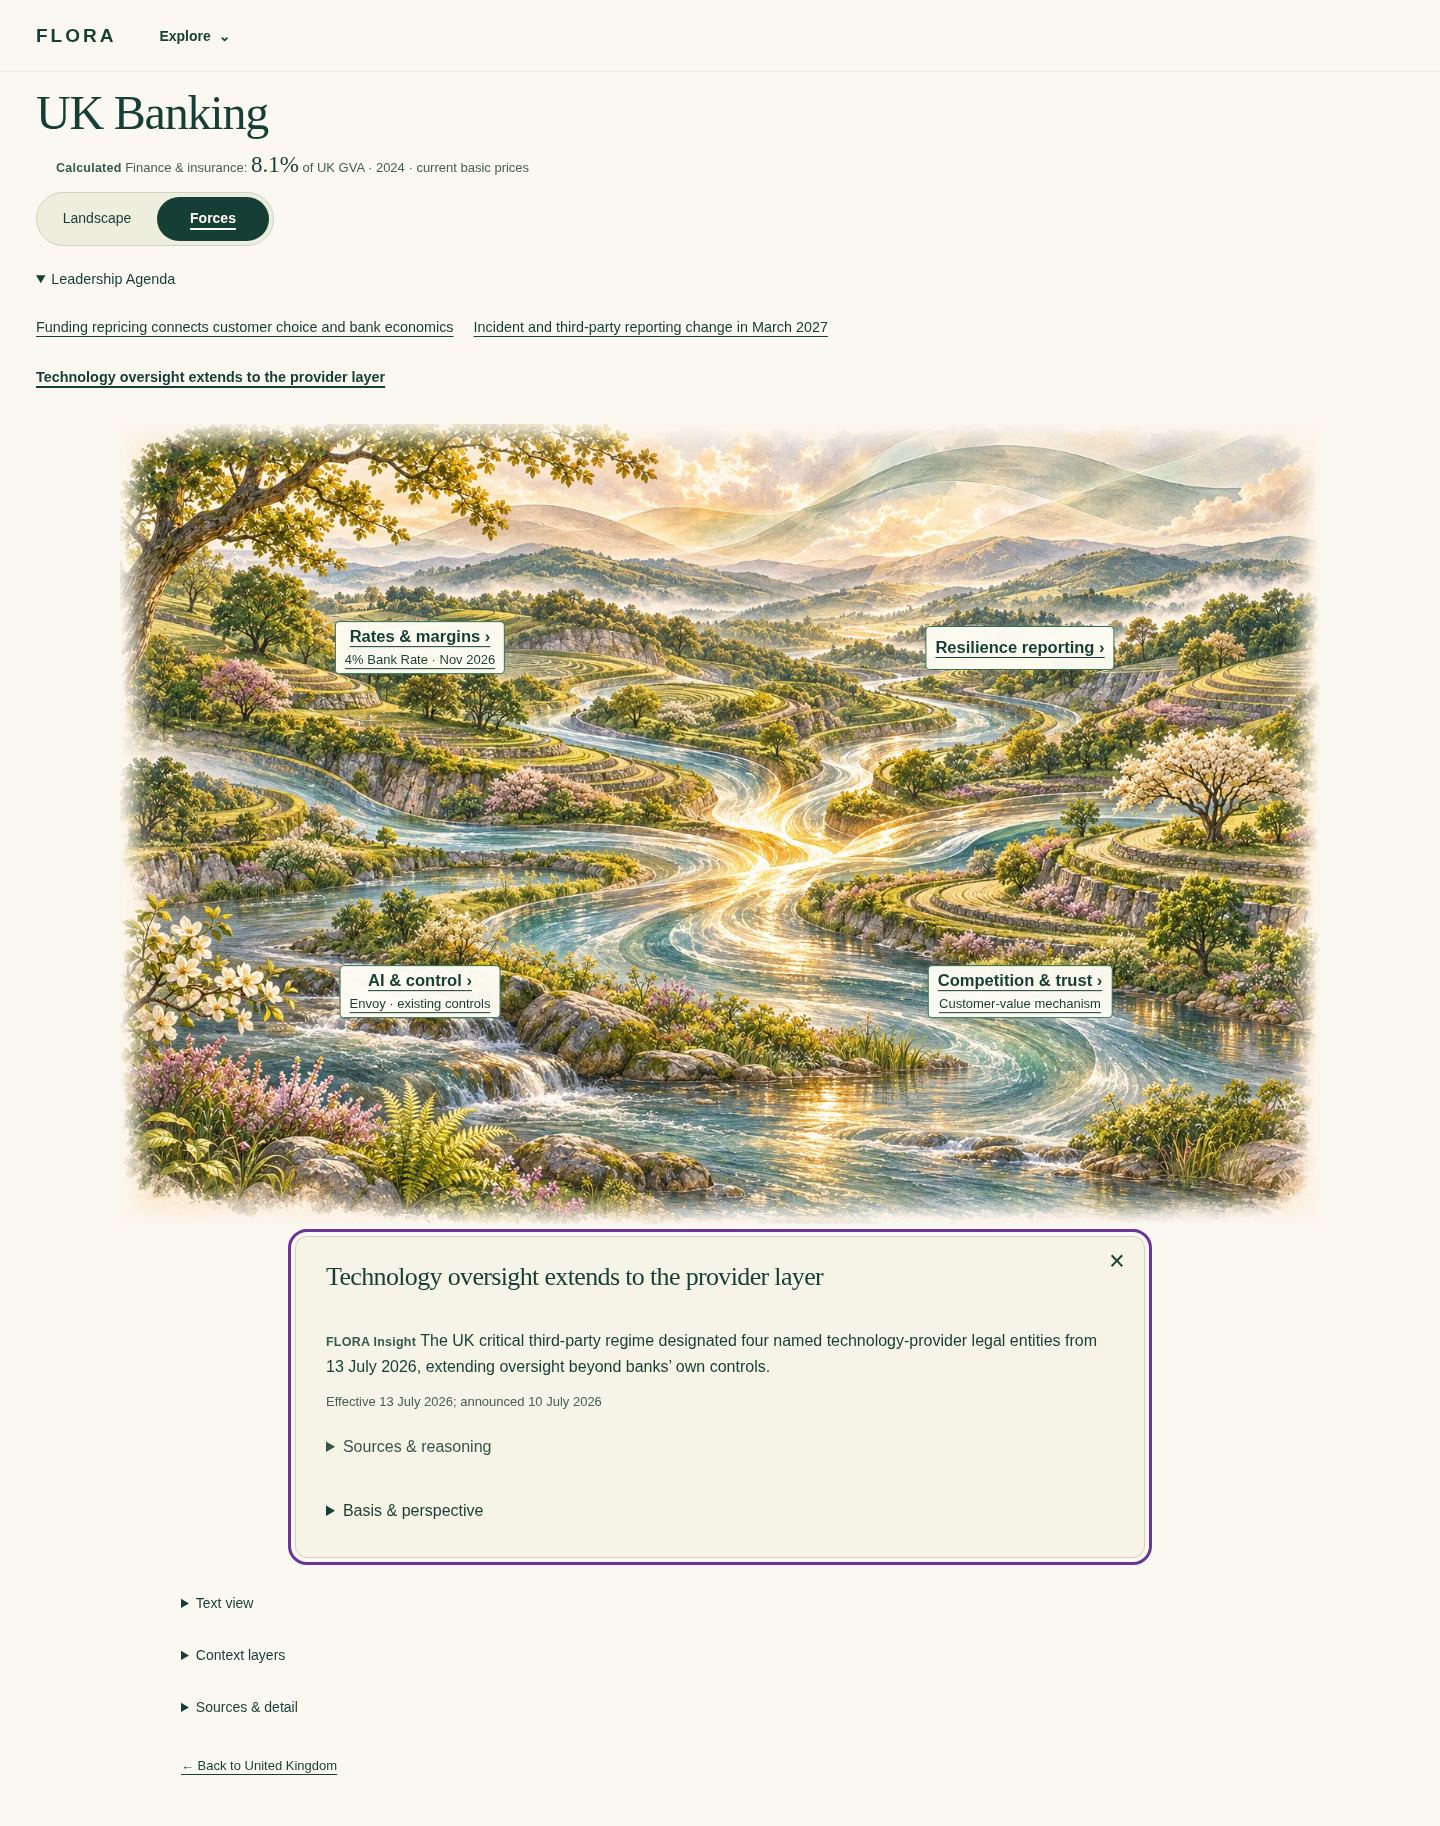 FLORA
Explore ⌄
UK Banking
Calculated Finance & insurance: 8.1% of UK GVA · 2024 · current basic prices
Landscape
Forces
▼ Leadership Agenda
Funding repricing connects customer choice and bank economics
Incident and third-party reporting change in March 2027
Technology oversight extends to the provider layer
Rates & margins ›
4% Bank Rate · Nov 2026
Resilience reporting ›
AI & control ›
Envoy · existing controls
Competition & trust ›
Customer-value mechanism
✕
Technology oversight extends to the provider layer
FLORA Insight The UK critical third-party regime designated four named technology-provider legal entities from
13 July 2026, extending oversight beyond banks’ own controls.
Effective 13 July 2026; announced 10 July 2026
▶ Sources & reasoning
▶ Basis & perspective
▶ Text view
▶ Context layers
▶ Sources & detail
← Back to United Kingdom